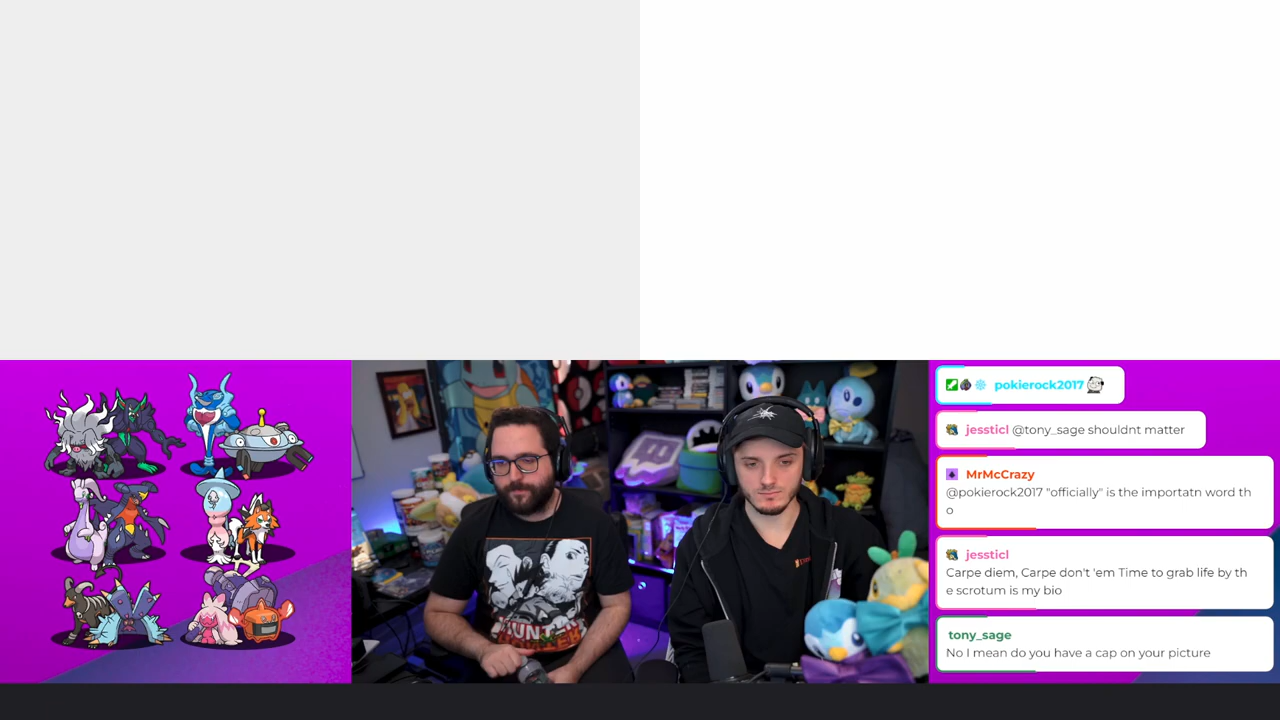 pokierock2017
jessticl @tony_sage shouldnt matter
MrMcCrazy
@pokierock2017 "officially" is the importatn word th
o
jessticl
Carpe diem, Carpe don't 'em Time to grab life by th
e scrotum is my bio
tony_sage
No I mean do you have a cap on your picture
HUNTER